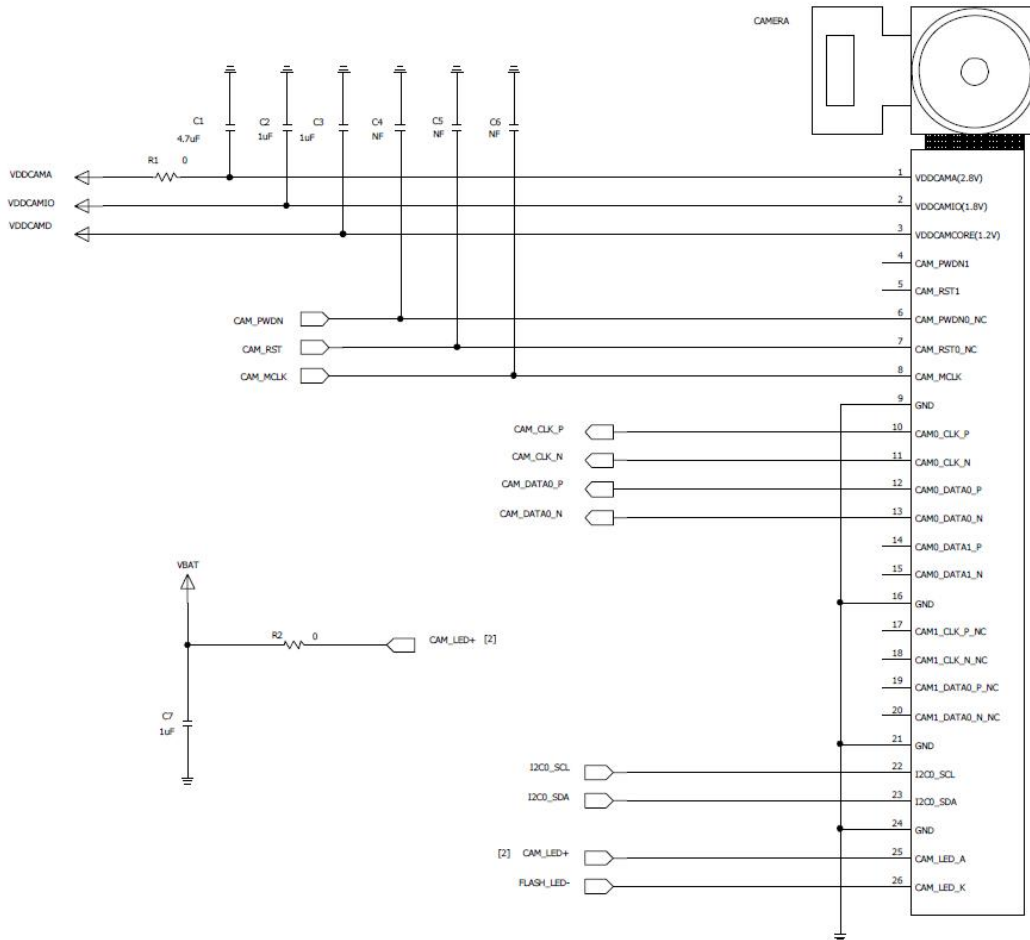 CAMERA
C1
4.7uF
C2
1uF
C3
1uF
C4
NF
C5
NF
C6
NF
R1 0
VDDCAMA
VDDCAMIO
VDDCAMD
1 VDDCAMA(2.8V)
2 VDDCAMIO(1.8V)
3 VDDCAMCORE(1.2V)
4 CAM_PWDN1
5 CAM_RST1
CAM_PWDN
6 CAM_PWDN0_NC
CAM_RST
7 CAM_RST0_NC
CAM_MCLK
8 CAM_MCLK
9 GND
CAM_CLK_P
10 CAM0_CLK_P
CAM_CLK_N
11 CAM0_CLK_N
CAM_DATA0_P
12 CAM0_DATA0_P
CAM_DATA0_N
13 CAM0_DATA0_N
14 CAM0_DATA1_P
15 CAM0_DATA1_N
16 GND
17 CAM1_CLK_P_NC
18 CAM1_CLK_N_NC
19 CAM1_DATA0_P_NC
20 CAM1_DATA0_N_NC
21 GND
I2C0_SCL
22 I2C0_SCL
I2C0_SDA
23 I2C0_SDA
24 GND
[2] CAM_LED+
25 CAM_LED_A
FLASH_LED-
26 CAM_LED_K
VBAT
R2 0
CAM_LED+ [2]
C7
1uF